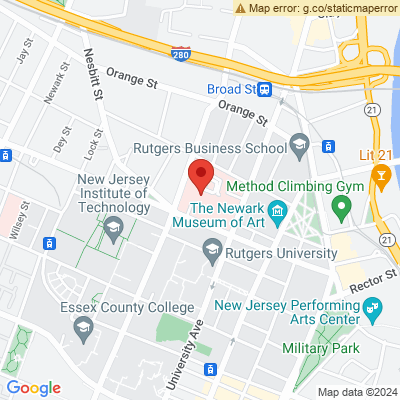 Map error: g.co/staticmaperror
Jay St
Newark St
Nesbitt St
280
Orange St
Broad St
Orange St
21
Dey St
Lock St
Rutgers Business School
Lit 21
New Jersey
Institute of
Technology
Method Climbing Gym
Wilsey St
The Newark
Museum of Art
21
Rutgers University
Rector St
Essex County College
New Jersey Performing
Arts Center
University Ave
Military Park
Google
Map data ©2024